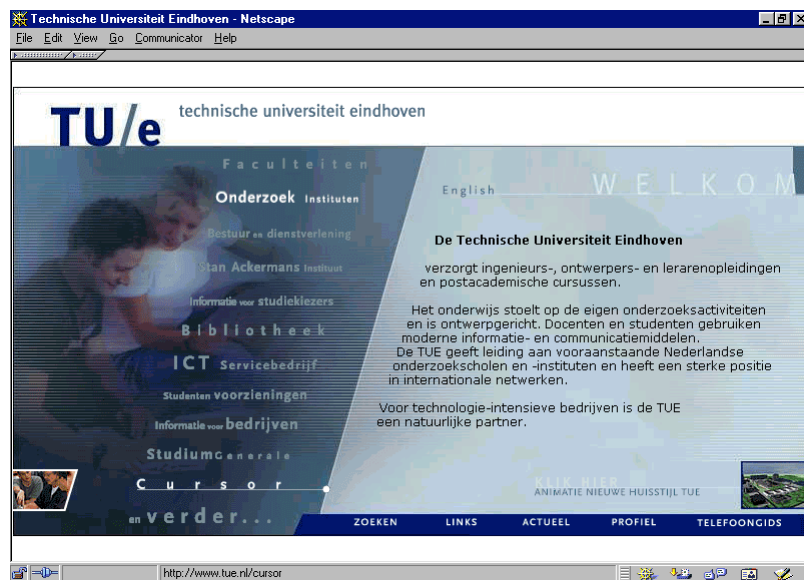 Technische Universiteit Eindhoven - Netscape
File Edit View Go Communicator Help
TU/e technische universiteit eindhoven
Faculteiten
Onderzoek Instituten
Bestuur en dienstverlening
Stan Ackermans Instituut
Informatie voor studiekiezers
Bibliotheek
ICT Servicebedrijf
Studenten voorzieningen
Informatie voor bedrijven
Studium Generale
Cursor
en verder...
English
WELKOM
De Technische Universiteit Eindhoven
verzorgt ingenieurs-, ontwerpers- en lerarenopleidingen
en postacademische cursussen.
Het onderwijs stoelt op de eigen onderzoeksactiviteiten
en is ontwerpgericht. Docenten en studenten gebruiken
moderne informatie- en communicatiemiddelen.
De TUE geeft leiding aan vooraanstaande Nederlandse
onderzoekscholen en -instituten en heeft een sterke positie
in internationale netwerken.
Voor technologie-intensieve bedrijven is de TUE
een natuurlijke partner.
KLIK HIER
ANIMATIE NIEUWE HUISSTIJL TUE
ZOEKEN LINKS ACTUEEL PROFIEL TELEFOONGIDS
http://www.tue.nl/cursor